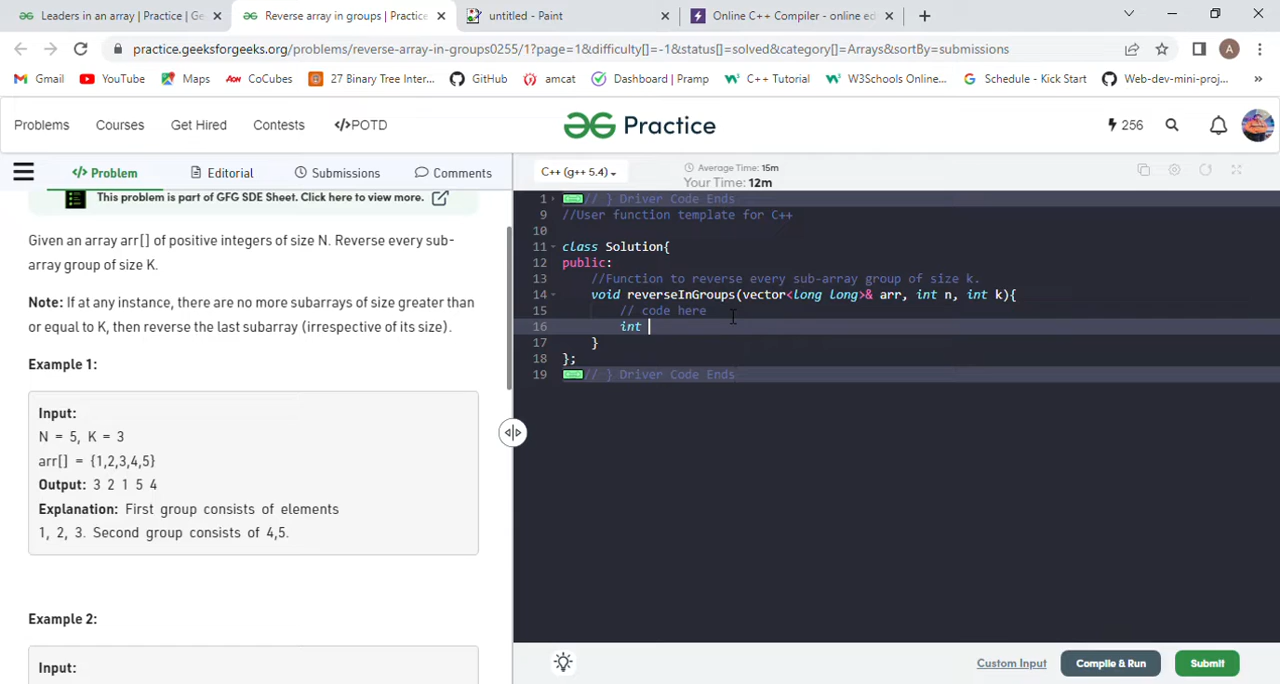 Leaders in an array | Practice | Ge
Reverse array in groups | Practice
untitled - Paint
Online C++ Compiler - online ed
practice.geeksforgeeks.org/problems/reverse-array-in-groups0255/1?page=1&difficulty[]=-1&status[]=solved&category[]=Arrays&sortBy=submissions
A
Gmail YouTube Maps CoCubes 27 Binary Tree Inter... GitHub amcat Dashboard | Pramp C++ Tutorial W3Schools Onlin... Schedule - Kick Start Web-dev-mini-proj... »
Problems Courses Get Hired Contests </>POTD Practice 256
</> Problem Editorial Submissions Comments
C++ (g++ 5.4)
Average Time: 15m
Your Time: 12m
This problem is part of GFG SDE Sheet. Click here to view more.
Given an array arr[] of positive integers of size N. Reverse every sub-
array group of size K.
Note: If at any instance, there are no more subarrays of size greater than
or equal to K, then reverse the last subarray (irrespective of its size).
Example 1:
Input:
N = 5, K = 3
arr[] = {1,2,3,4,5}
Output: 3 2 1 5 4
Explanation: First group consists of elements
1, 2, 3. Second group consists of 4,5.
Example 2:
Input:
1 // } Driver Code Ends
9 //User function template for C++
10
11 class Solution{
12 public:
13 //Function to reverse every sub-array group of size k.
14 void reverseInGroups(vector<long long>& arr, int n, int k){
15 // code here
16 int
17 }
18 };
19 // } Driver Code Ends
Custom Input Compile & Run Submit